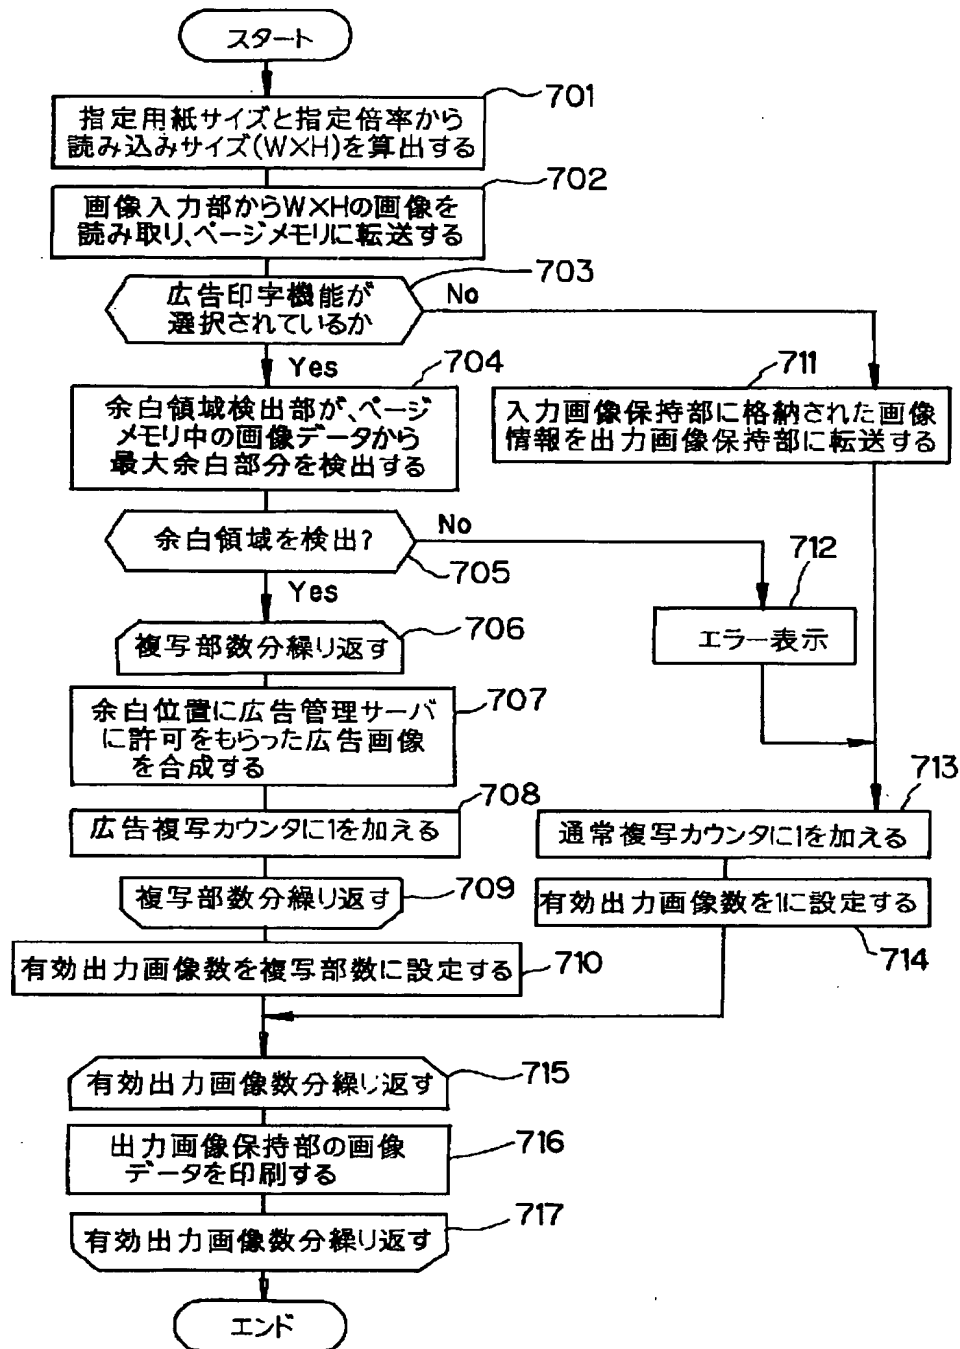 スタート
701
指定用紙サイズと指定倍率から
読み込みサイズ(W×H)を算出する
702
画像入力部からW×Hの画像を
読み取り、ページメモリに転送する
703
広告印字機能が
選択されているか
No
Yes
704
余白領域検出部が、ページ
メモリ中の画像データから
最大余白部分を検出する
711
入力画像保持部に格納された画像
情報を出力画像保持部に転送する
余白領域を検出?
No
705
Yes
712
エラー表示
706
複写部数分繰り返す
707
余白位置に広告管理サーバ
に許可をもらった広告画像
を合成する
708
広告複写カウンタに1を加える
713
通常複写カウンタに1を加える
709
複写部数分繰り返す
有効出力画像数を1に設定する
714
有効出力画像数を複写部数に設定する
710
715
有効出力画像数分繰り返す
716
出力画像保持部の画像
データを印刷する
717
有効出力画像数分繰り返す
エンド